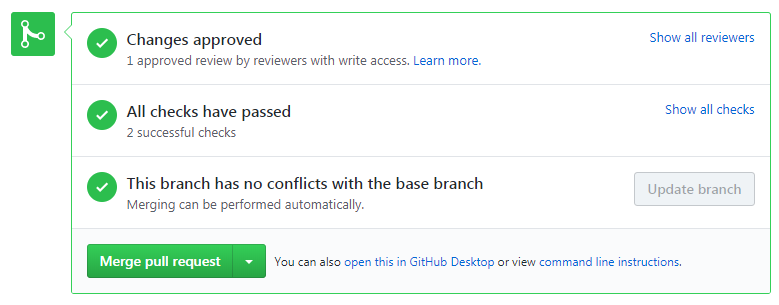 Changes approved
Show all reviewers
1 approved review by reviewers with write access. Learn more.
All checks have passed
Show all checks
2 successful checks
This branch has no conflicts with the base branch
Update branch
Merging can be performed automatically.
Merge pull request
You can also open this in GitHub Desktop or view command line instructions.